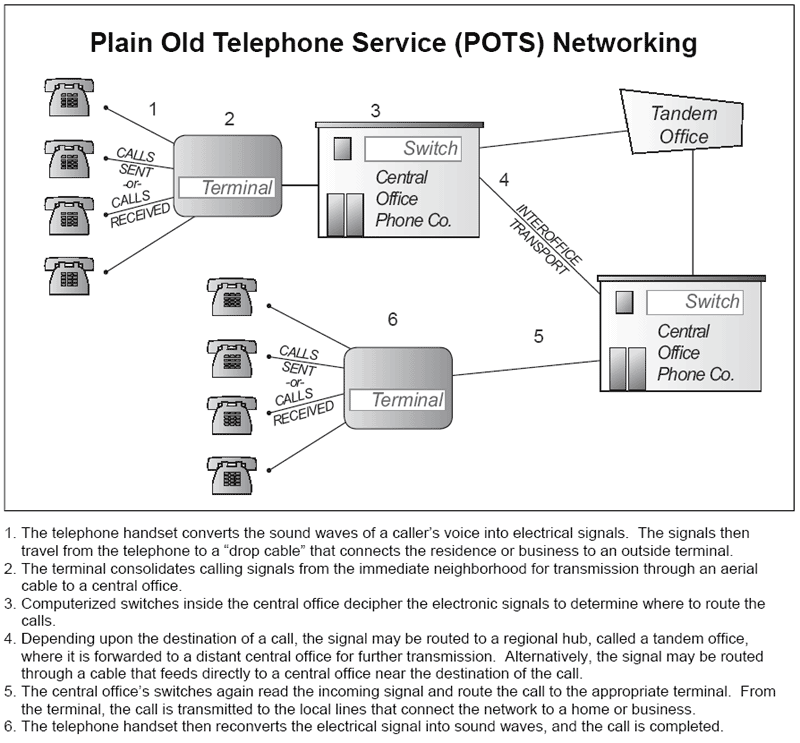 Plain Old Telephone Service (POTS) Networking
1
2
3
Tandem
Office
CALLS
SENT
-or-
CALLS
RECEIVED
Terminal
Switch
Central
Office
Phone Co.
4
INTEROFFICE
TRANSPORT
Switch
Central
Office
Phone Co.
5
6
CALLS
SENT
-or-
CALLS
RECEIVED
Terminal
1. The telephone handset converts the sound waves of a caller's voice into electrical signals. The signals then
travel from the telephone to a “drop cable” that connects the residence or business to an outside terminal.
2. The terminal consolidates calling signals from the immediate neighborhood for transmission through an aerial
cable to a central office.
3. Computerized switches inside the central office decipher the electronic signals to determine where to route the
calls.
4. Depending upon the destination of a call, the signal may be routed to a regional hub, called a tandem office,
where it is forwarded to a distant central office for further transmission. Alternatively, the signal may be routed
through a cable that feeds directly to a central office near the destination of the call.
5. The central office's switches again read the incoming signal and route the call to the appropriate terminal. From
the terminal, the call is transmitted to the local lines that connect the network to a home or business.
6. The telephone handset then reconverts the electrical signal into sound waves, and the call is completed.